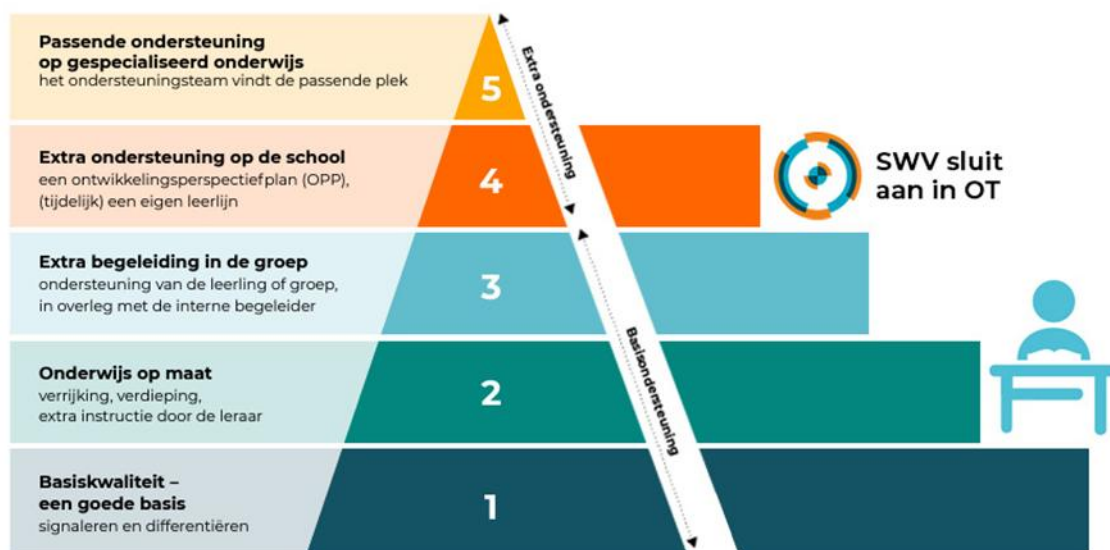 Passende ondersteuning
op gespecialiseerd onderwijs
het ondersteuningsteam vindt de passende plek
5
Extra ondersteuning
Extra ondersteuning op de school
een ontwikkelingsperspectiefplan (OPP),
(tijdelijk) een eigen leerlijn
4
SWV sluit
aan in OT
Extra begeleiding in de groep
ondersteuning van de leerling of groep,
in overleg met de interne begeleider
3
Basisondersteuning
Onderwijs op maat
verrijking, verdieping,
extra instructie door de leraar
2
Basiskwaliteit –
een goede basis
signaleren en differentiëren
1